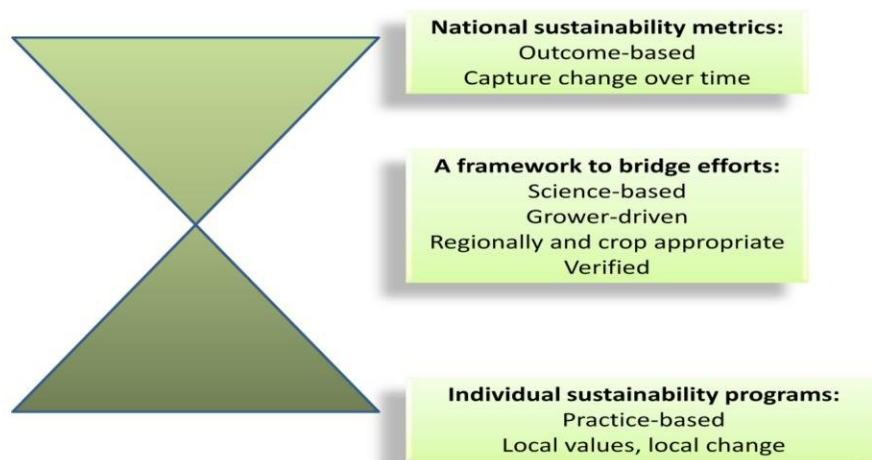 National sustainability metrics:
Outcome-based
Capture change over time
A framework to bridge efforts:
Science-based
Grower-driven
Regionally and crop appropriate
Verified
Individual sustainability programs:
Practice-based
Local values, local change